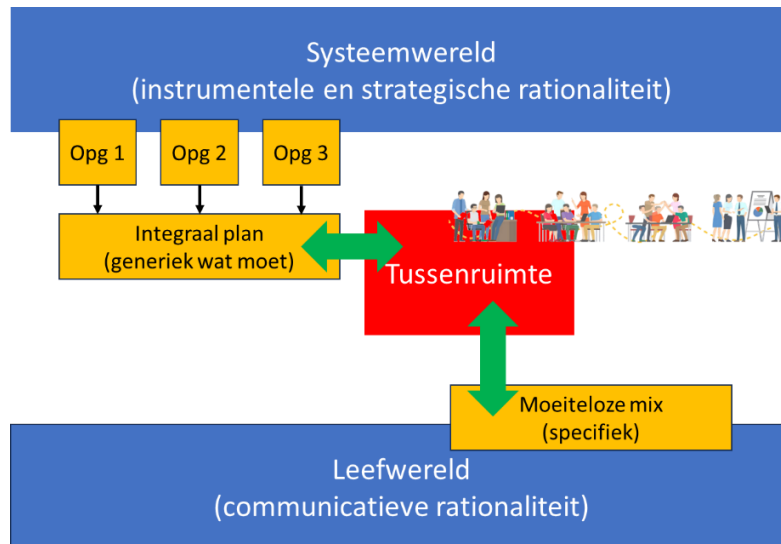 Systeemwereld
(instrumentele en strategische rationaliteit)
Opg 1
Opg 2
Opg 3
Integraal plan
(generiek wat moet)
Tussenruimte
Moeiteloze mix
(specifiek)
Leefwereld
(communicatieve rationaliteit)